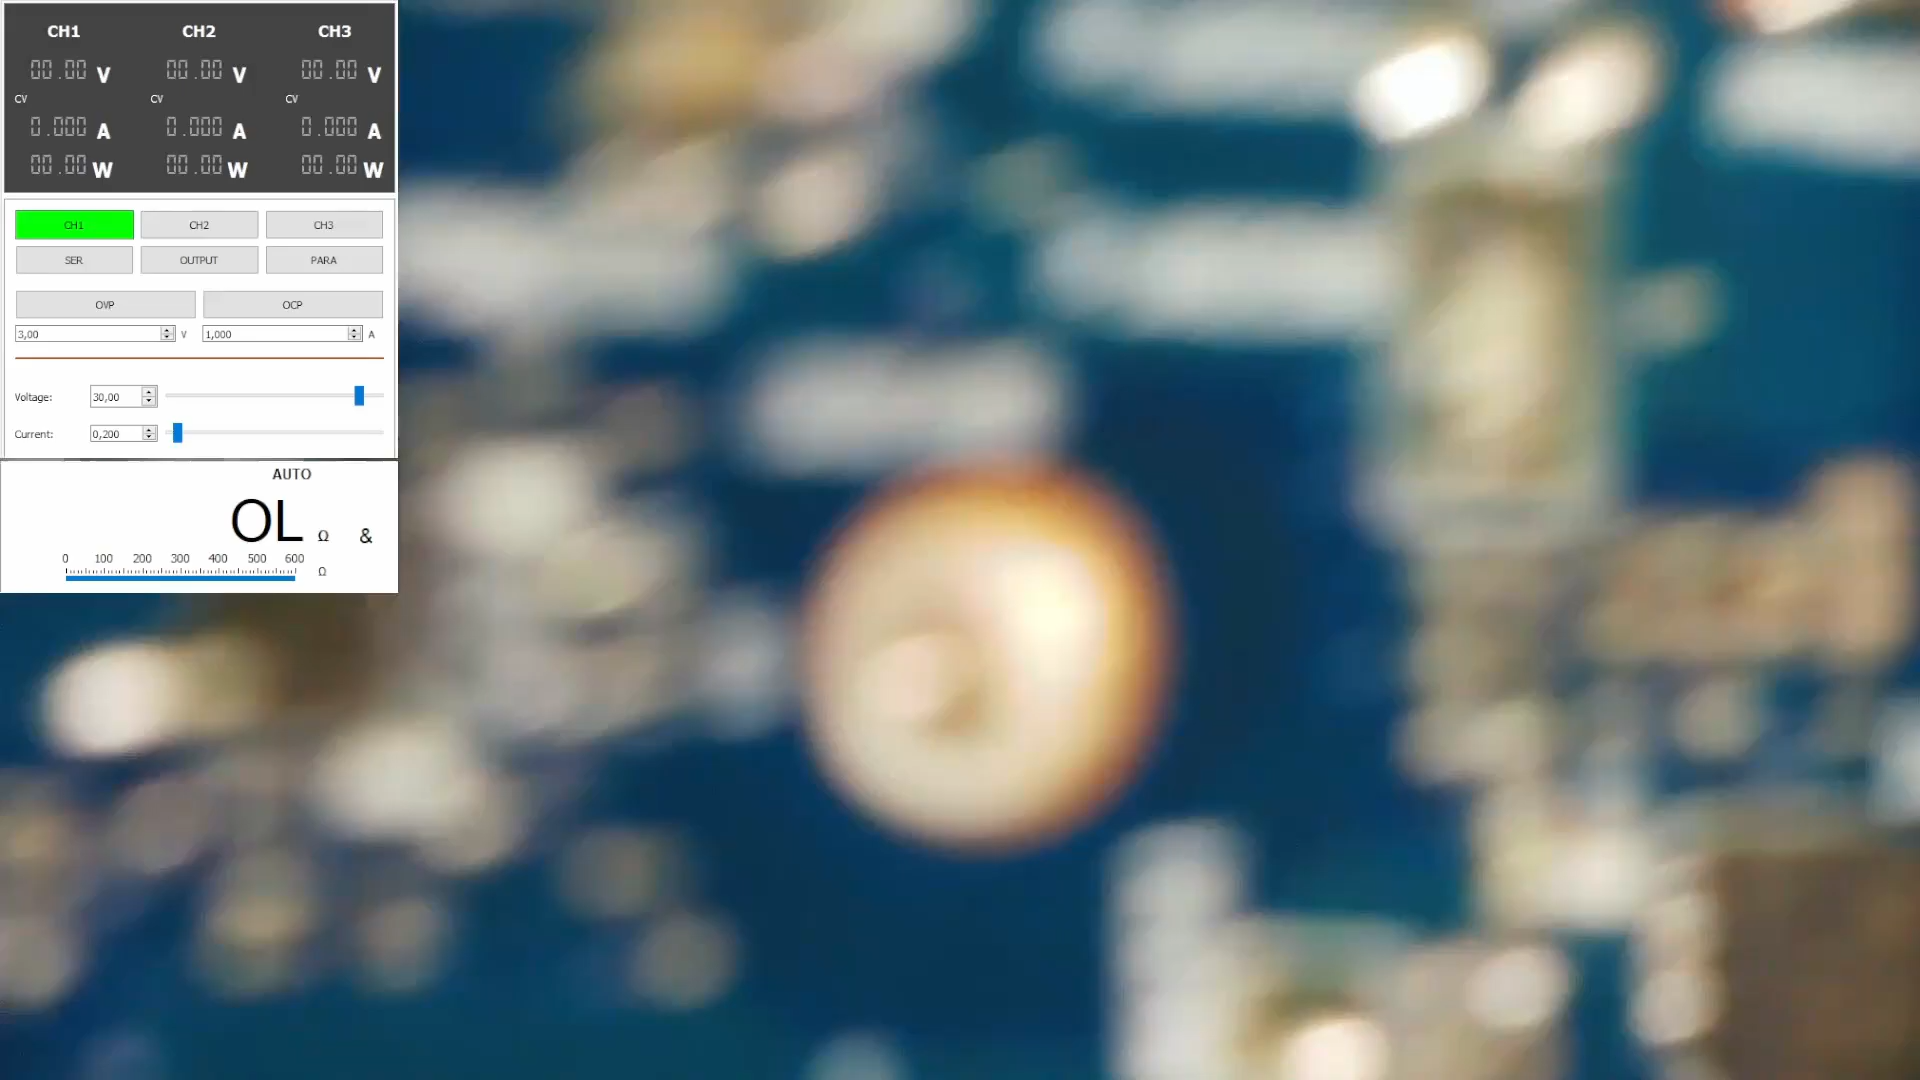 CH1 CH2 CH3
00.00 V 00.00 V 00.00 V
CV CV CV
0.000 A 0.000 A 0.000 A
00.00 W 00.00 W 00.00 W
CH1 CH2 CH3
SER OUTPUT PARA
OVP OCP
3,00 V 1,000 A
Voltage: 30,00
Current: 0,200
AUTO
OL Ω &
0 100 200 300 400 500 600
Ω